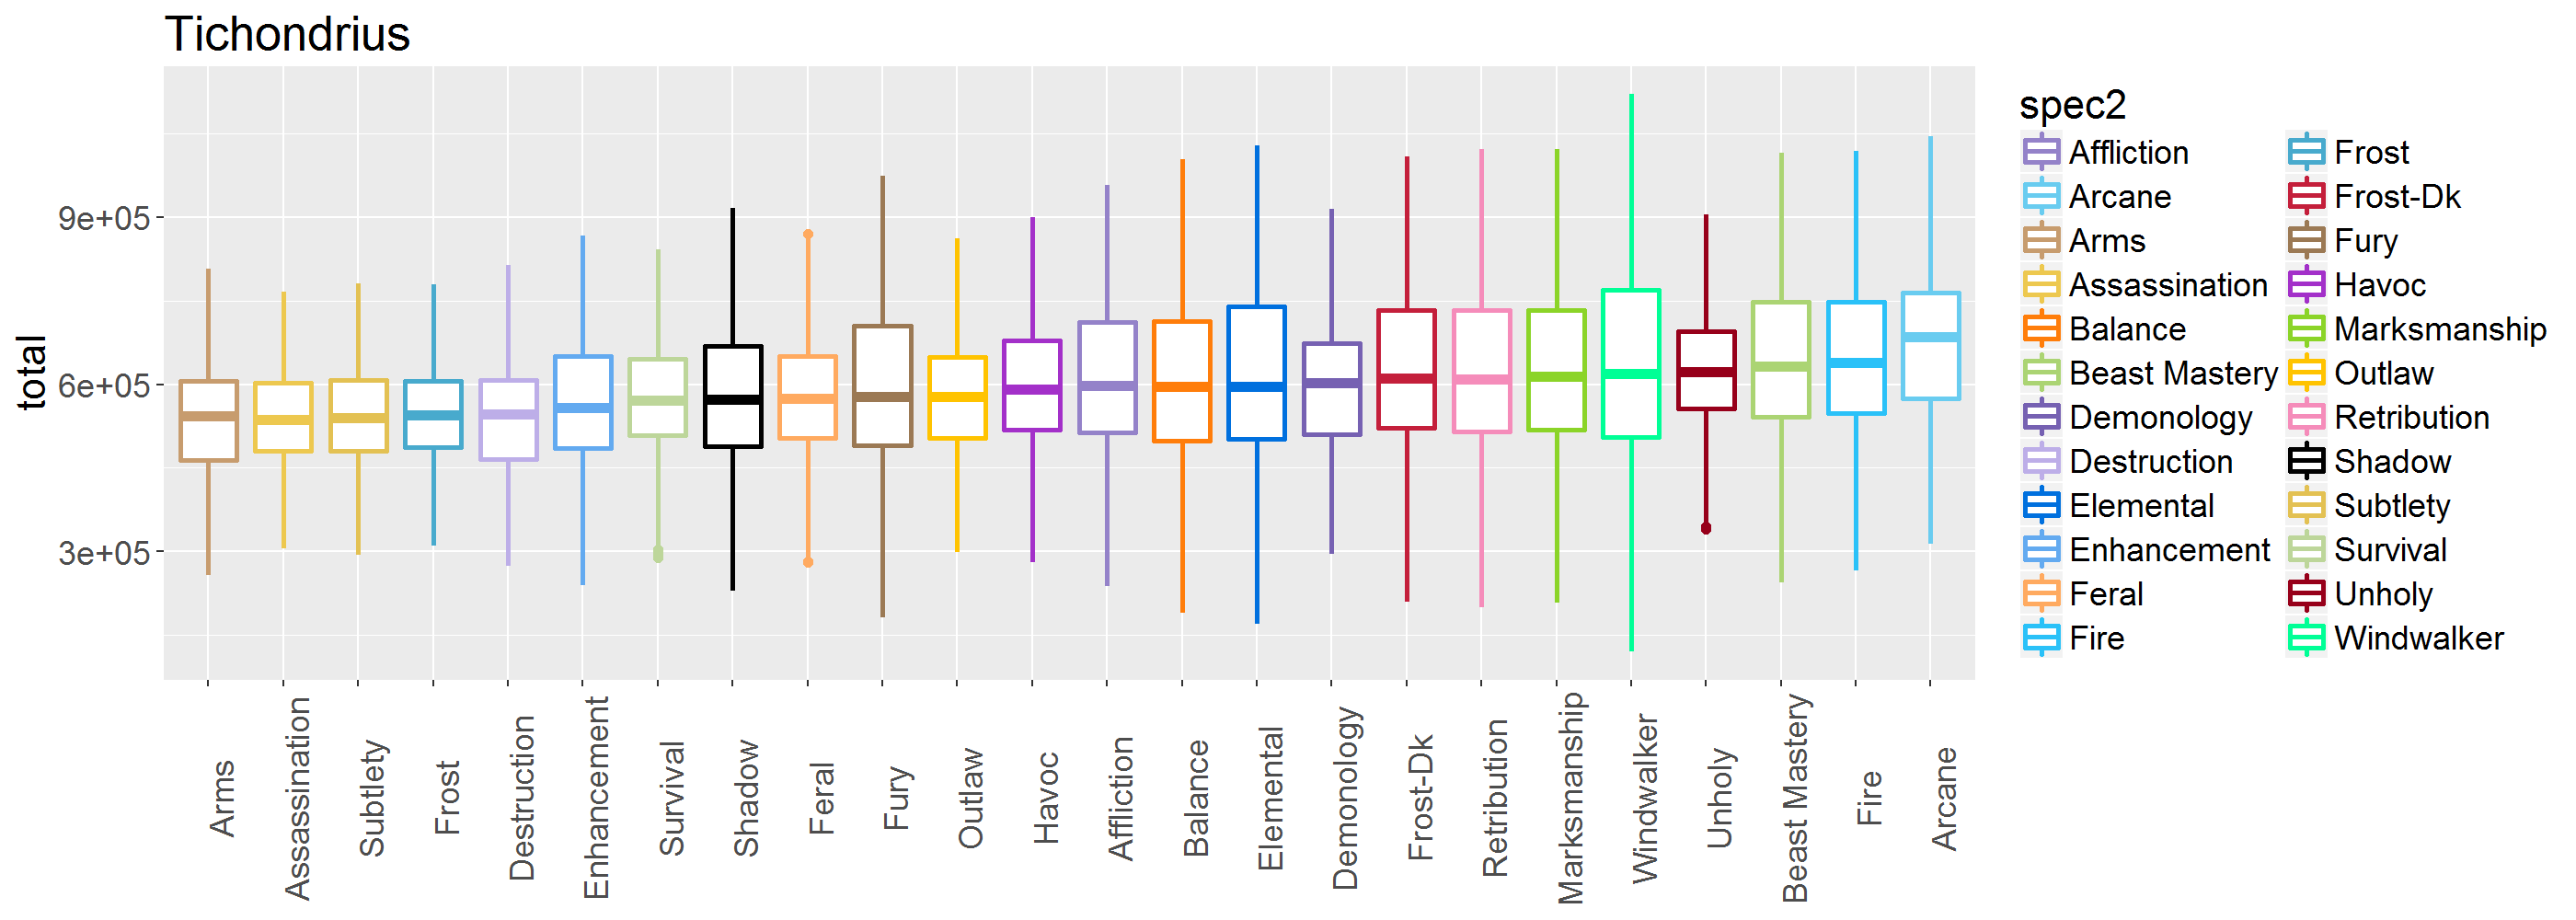 Tichondrius
total
9e+05
6e+05
3e+05
Arms
Assassination
Subtlety
Frost
Destruction
Enhancement
Survival
Shadow
Feral
Fury
Outlaw
Havoc
Affliction
Balance
Elemental
Demonology
Frost-Dk
Retribution
Marksmanship
Windwalker
Unholy
Beast Mastery
Fire
Arcane
spec2
Affliction
Arcane
Arms
Assassination
Balance
Beast Mastery
Demonology
Destruction
Elemental
Enhancement
Feral
Fire
Frost
Frost-Dk
Fury
Havoc
Marksmanship
Outlaw
Retribution
Shadow
Subtlety
Survival
Unholy
Windwalker